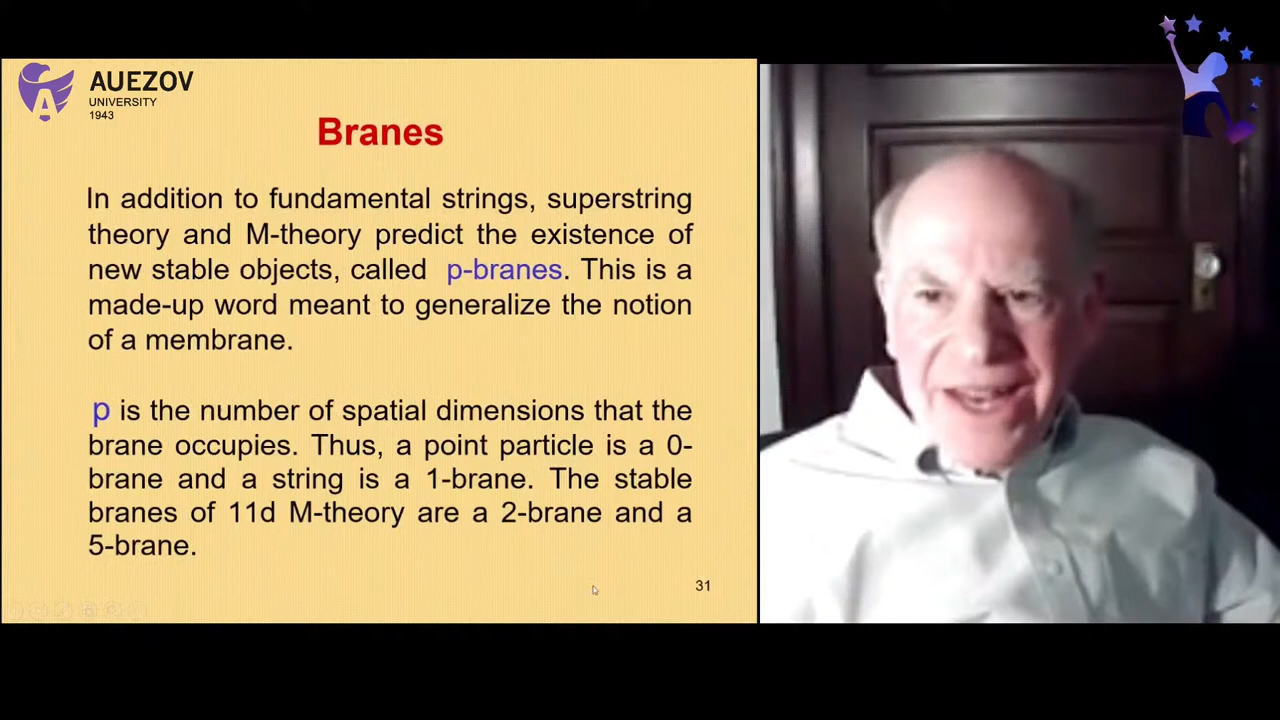 AUEZOV
UNIVERSITY
1943
Branes
In addition to fundamental strings, superstring
theory and M-theory predict the existence of
new stable objects, called p-branes. This is a
made-up word meant to generalize the notion
of a membrane.
p is the number of spatial dimensions that the
brane occupies. Thus, a point particle is a 0-
brane and a string is a 1-brane. The stable
branes of 11d M-theory are a 2-brane and a
5-brane.
31